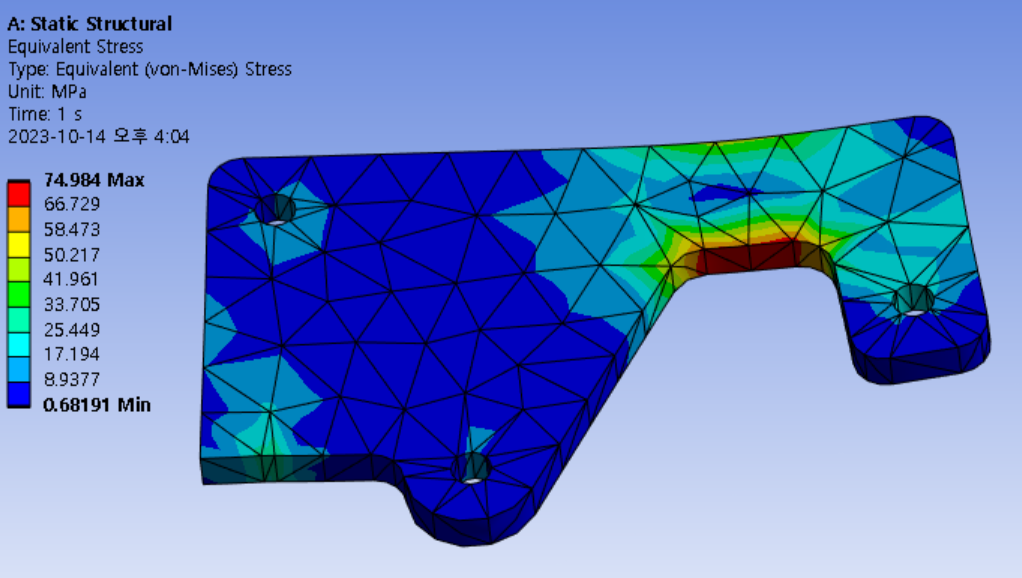 A: Static Structural
Equivalent Stress
Type: Equivalent (von-Mises) Stress
Unit: MPa
Time: 1 s
2023-10-14 오후 4:04
74.984 Max
66.729
58.473
50.217
41.961
33.705
25.449
17.194
8.9377
0.68191 Min